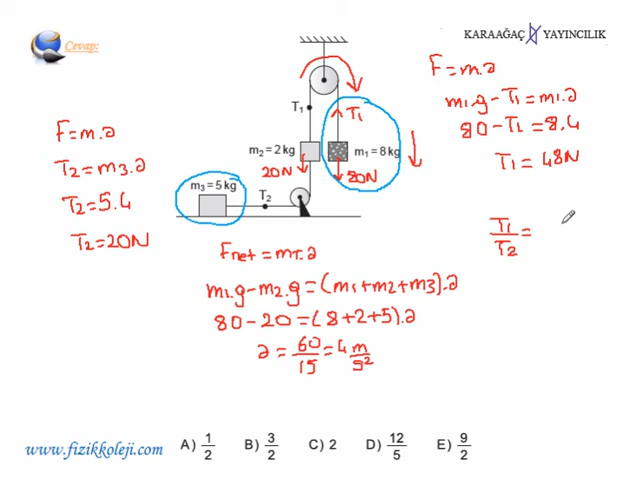 Cevap:
KARAAĞAÇ YAYINCILIK
F=m.a
m₁.g-T₁=m₁.a
80-T₁=8.4
T₁=48N
T₁
T₁
m₂=2kg
m₁=8kg
20N
80N
F=m.a
T₂=m₃.a
T₂=5.4
T₂=20N
m₃=5kg
T₂
T₁/T₂=
Fnet=mT.a
m₁.g-m₂.g=(m₁+m₂+m₃).a
80-20=(8+2+5).a
a=60/15=4 m/s²
www.fizikkoleji.com
A) 1/2 B) 3/2 C) 2 D) 12/5 E) 9/2